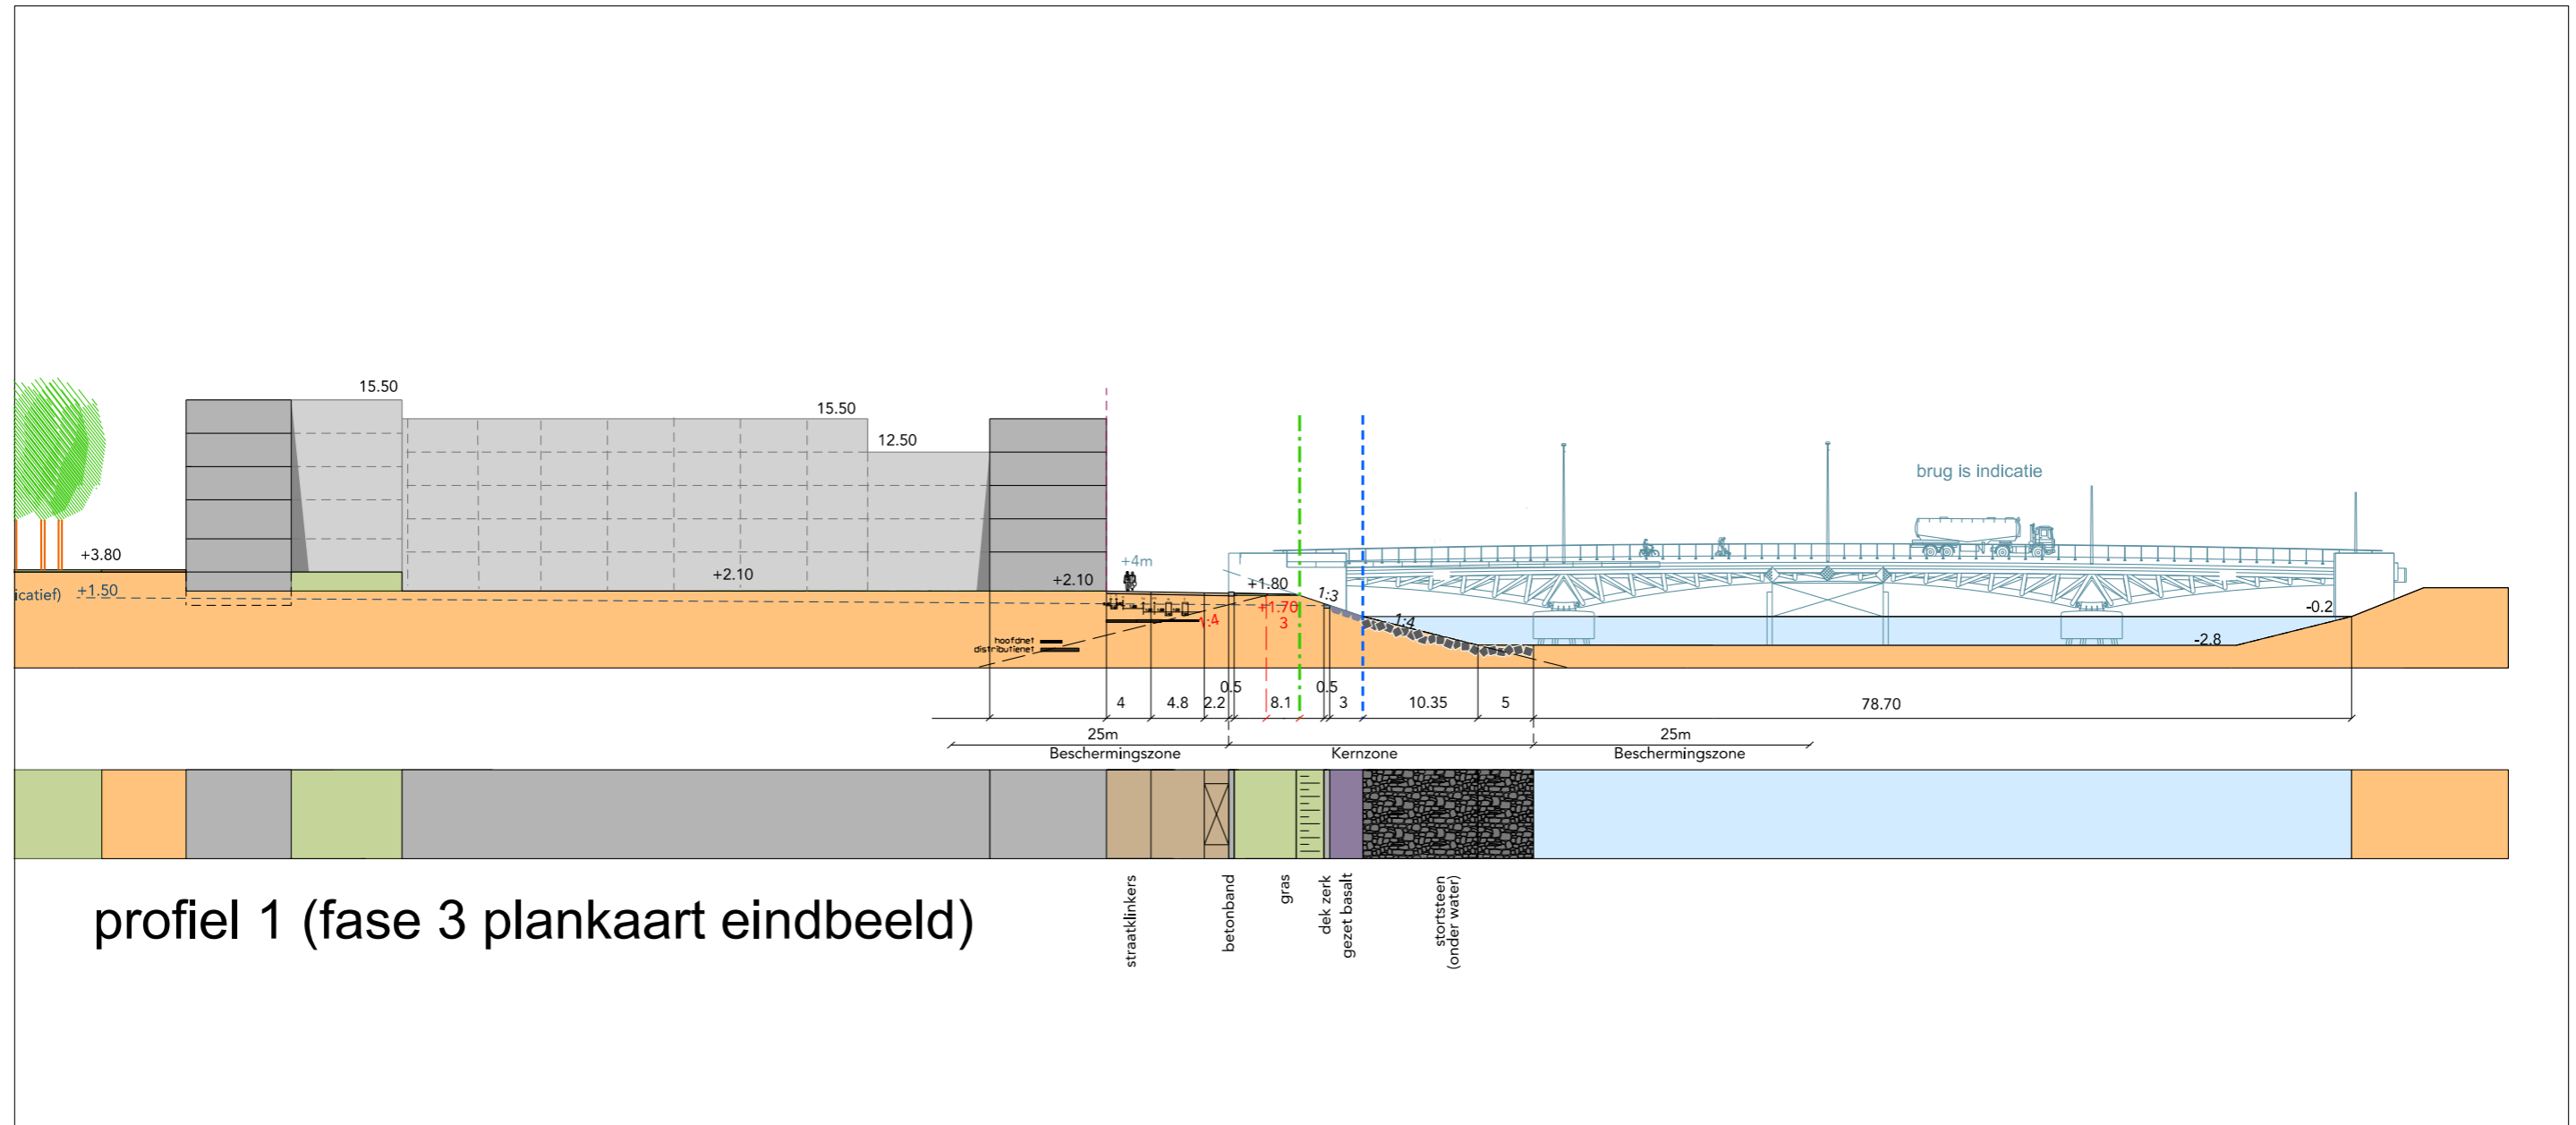 15.50
15.50
12.50
brug is indicatie
+3.80
+4m
+2.10
+2.10
+1.80
icatief)
+1.50
1:3
+1.70
3
-0.2
1:4
1:4
hoofdnet
distributienet
-2.8
0.5
0.5
4
4.8
2.2
8.1
3
10.35
5
78.70
25m
25m
Beschermingszone
Kernzone
Beschermingszone
straatklinkers
betonband
gras
dek zerk
gezet basalt
stortsteen
(onder water)
profiel 1 (fase 3 plankaart eindbeeld)